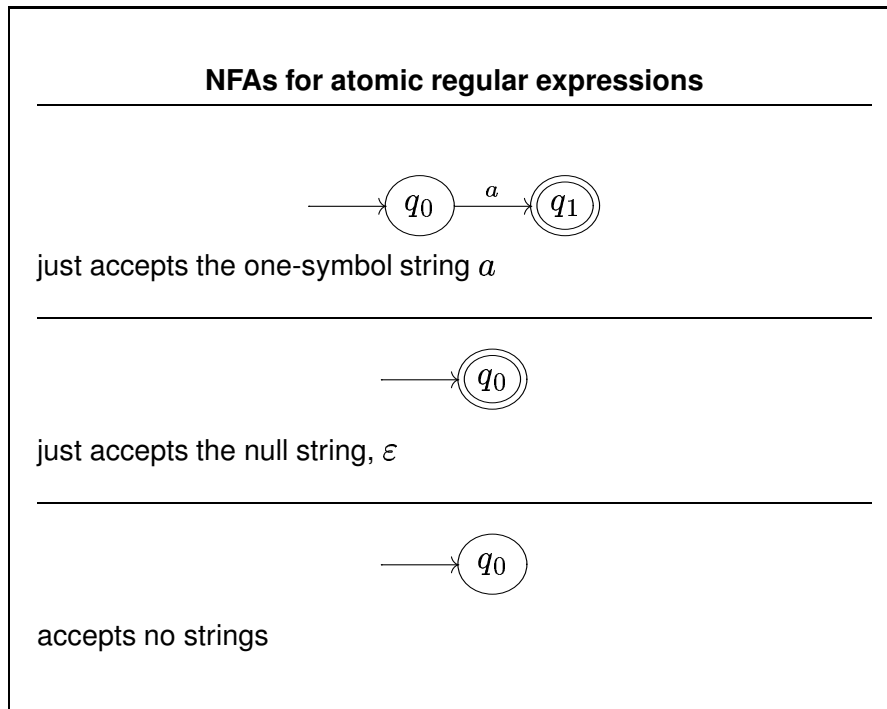 NFAs for atomic regular expressions
q₀ a q₁
just accepts the one-symbol string a
q₀
just accepts the null string, ε
q₀
accepts no strings